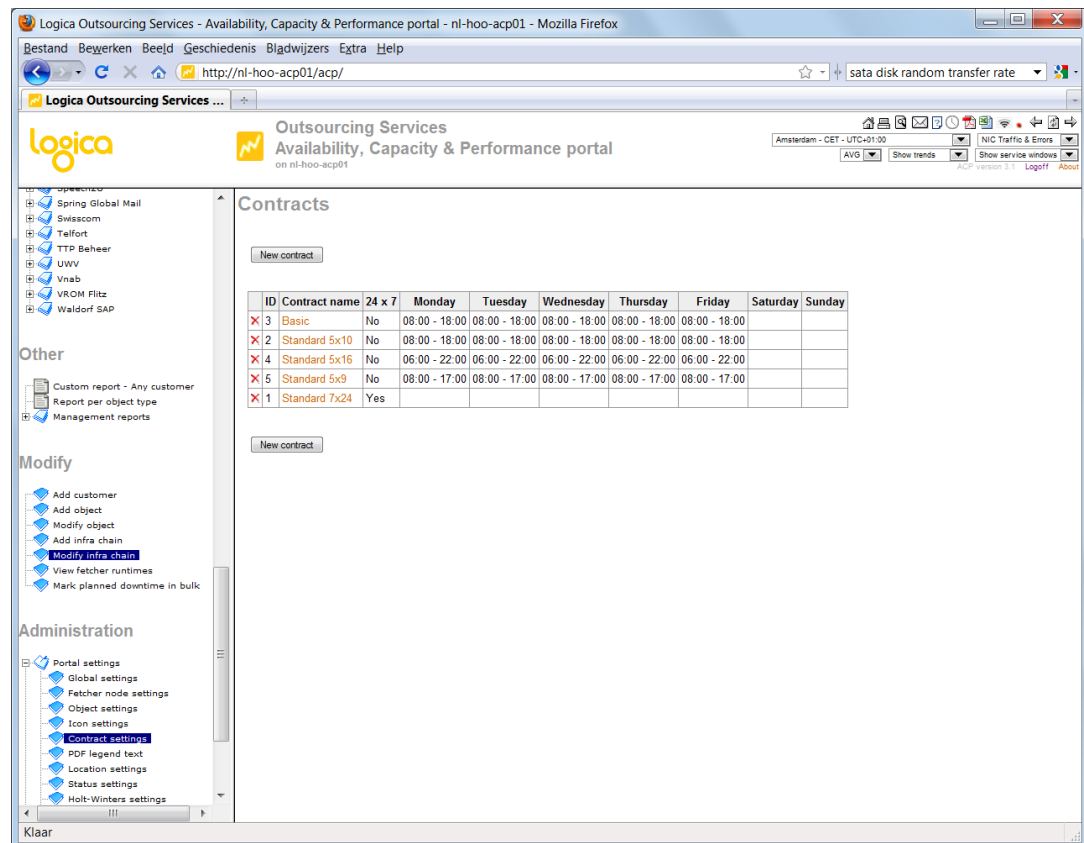 Logica Outsourcing Services - Availability, Capacity & Performance portal - nl-hoo-acp01 - Mozilla Firefox
Bestand Bewerken Beeld Geschiedenis Bladwijzers Extra Help
http://nl-hoo-acp01/acp/
sata disk random transfer rate
Logica Outsourcing Services ...
logica
Outsourcing Services
Availability, Capacity & Performance portal
on nl-hoo-acp01
Amsterdam - CET - UTC+01:00
NIC Traffic & Errors
AVG
Show trends
Show service windows
ACP version 3.1 Logoff About
Speech2U
Spring Global Mail
Swisscom
Telfort
TTP Beheer
UWV
Vnab
VROM Flitz
Waldorf SAP
Other
Custom report - Any customer
Report per object type
Management reports
Modify
Add customer
Add object
Modify object
Add infra chain
Modify infra chain
View fetcher runtimes
Mark planned downtime in bulk
Administration
Portal settings
Global settings
Fetcher node settings
Object settings
Icon settings
Contract settings
PDF legend text
Location settings
Status settings
Holt-Winters settings
Contracts
New contract
ID Contract name 24 x 7 Monday Tuesday Wednesday Thursday Friday Saturday Sunday
3 Basic No 08:00 - 18:00 08:00 - 18:00 08:00 - 18:00 08:00 - 18:00 08:00 - 18:00
2 Standard 5x10 No 08:00 - 18:00 08:00 - 18:00 08:00 - 18:00 08:00 - 18:00 08:00 - 18:00
4 Standard 5x16 No 06:00 - 22:00 06:00 - 22:00 06:00 - 22:00 06:00 - 22:00 06:00 - 22:00
5 Standard 5x9 No 08:00 - 17:00 08:00 - 17:00 08:00 - 17:00 08:00 - 17:00 08:00 - 17:00
1 Standard 7x24 Yes
New contract
Klaar